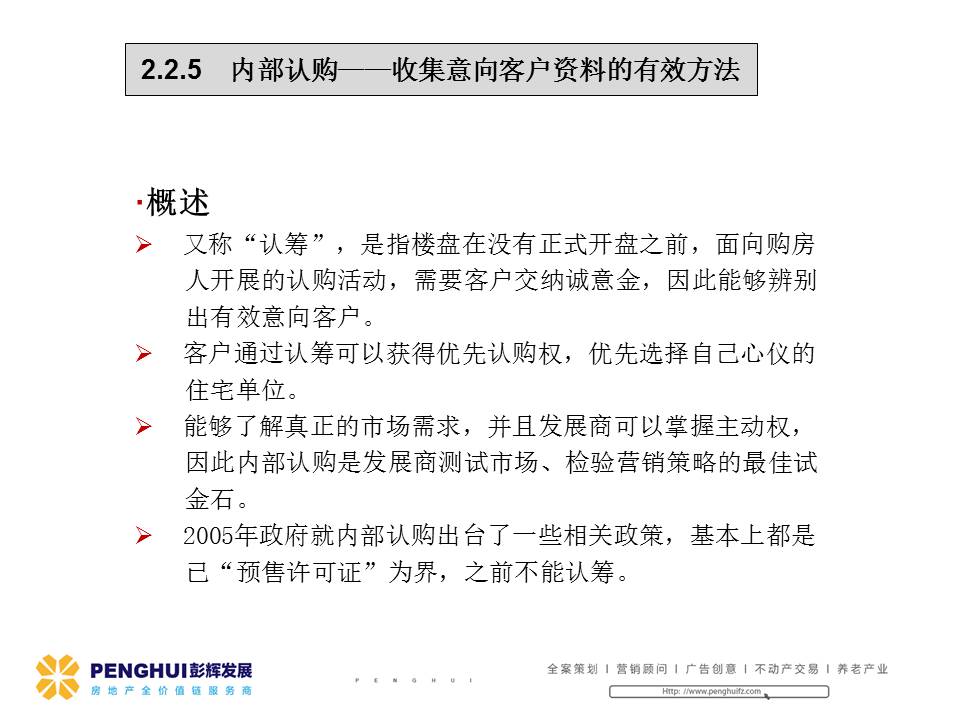 2.2.5 内部认购——收集意向客户资料的有效方法
·概述
➢ 又称“认筹”，是指楼盘在没有正式开盘之前，面向购房
人开展的认购活动，需要客户交纳诚意金，因此能够辨别
出有效意向客户。
➢ 客户通过认筹可以获得优先认购权，优先选择自己心仪的
住宅单位。
➢ 能够了解真正的市场需求，并且发展商可以掌握主动权，
因此内部认购是发展商测试市场、检验营销策略的最佳试
金石。
➢ 2005年政府就内部认购出台了一些相关政策，基本上都是
已“预售许可证”为界，之前不能认筹。
PENGHUI彭辉发展
房地产全价值链服务商
PENGHUI
全案策划 | 营销顾问 | 广告创意 | 不动产交易 | 养老产业
Http: //www.penghuifz.com